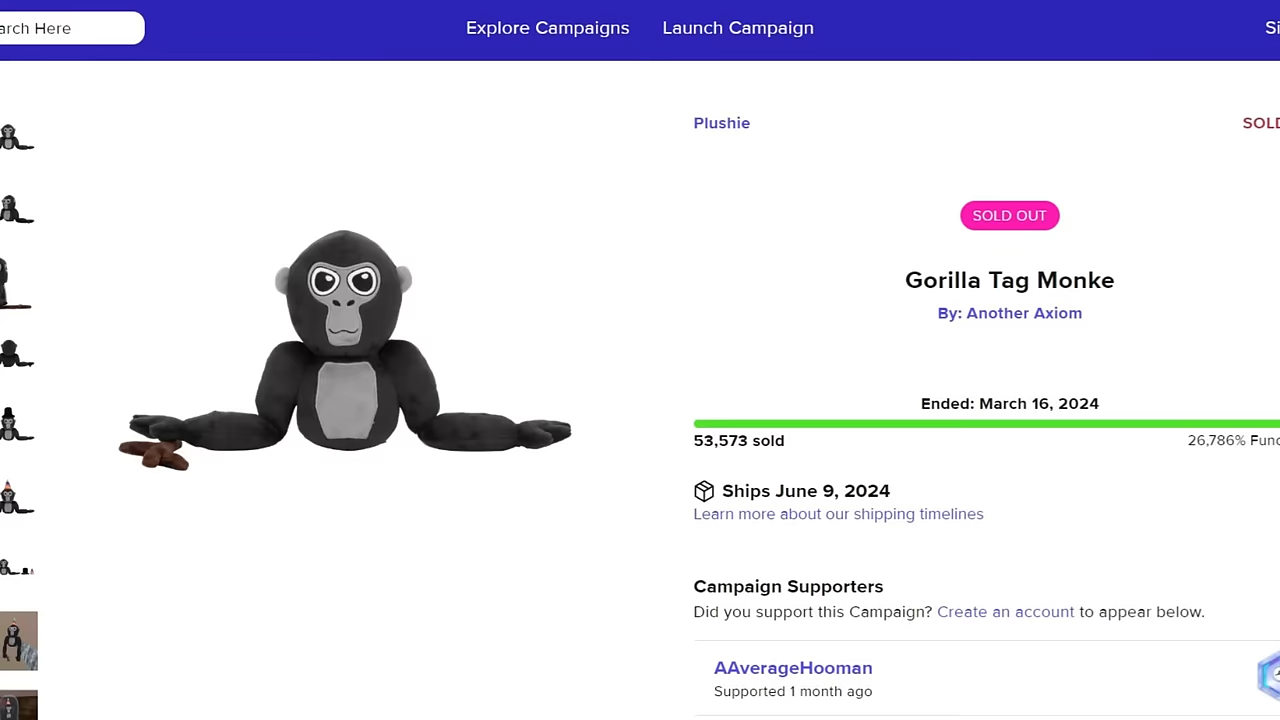 Here
Explore Campaigns
Launch Campaign
Plushie
SOLD OUT
Gorilla Tag Monke
By: Another Axiom
Ended: March 16, 2024
53,573 sold
26,786%
Ships June 9, 2024
Learn more about our shipping timelines
Campaign Supporters
Did you support this Campaign? Create an account to appear below.
AAverageHooman
Supported 1 month ago